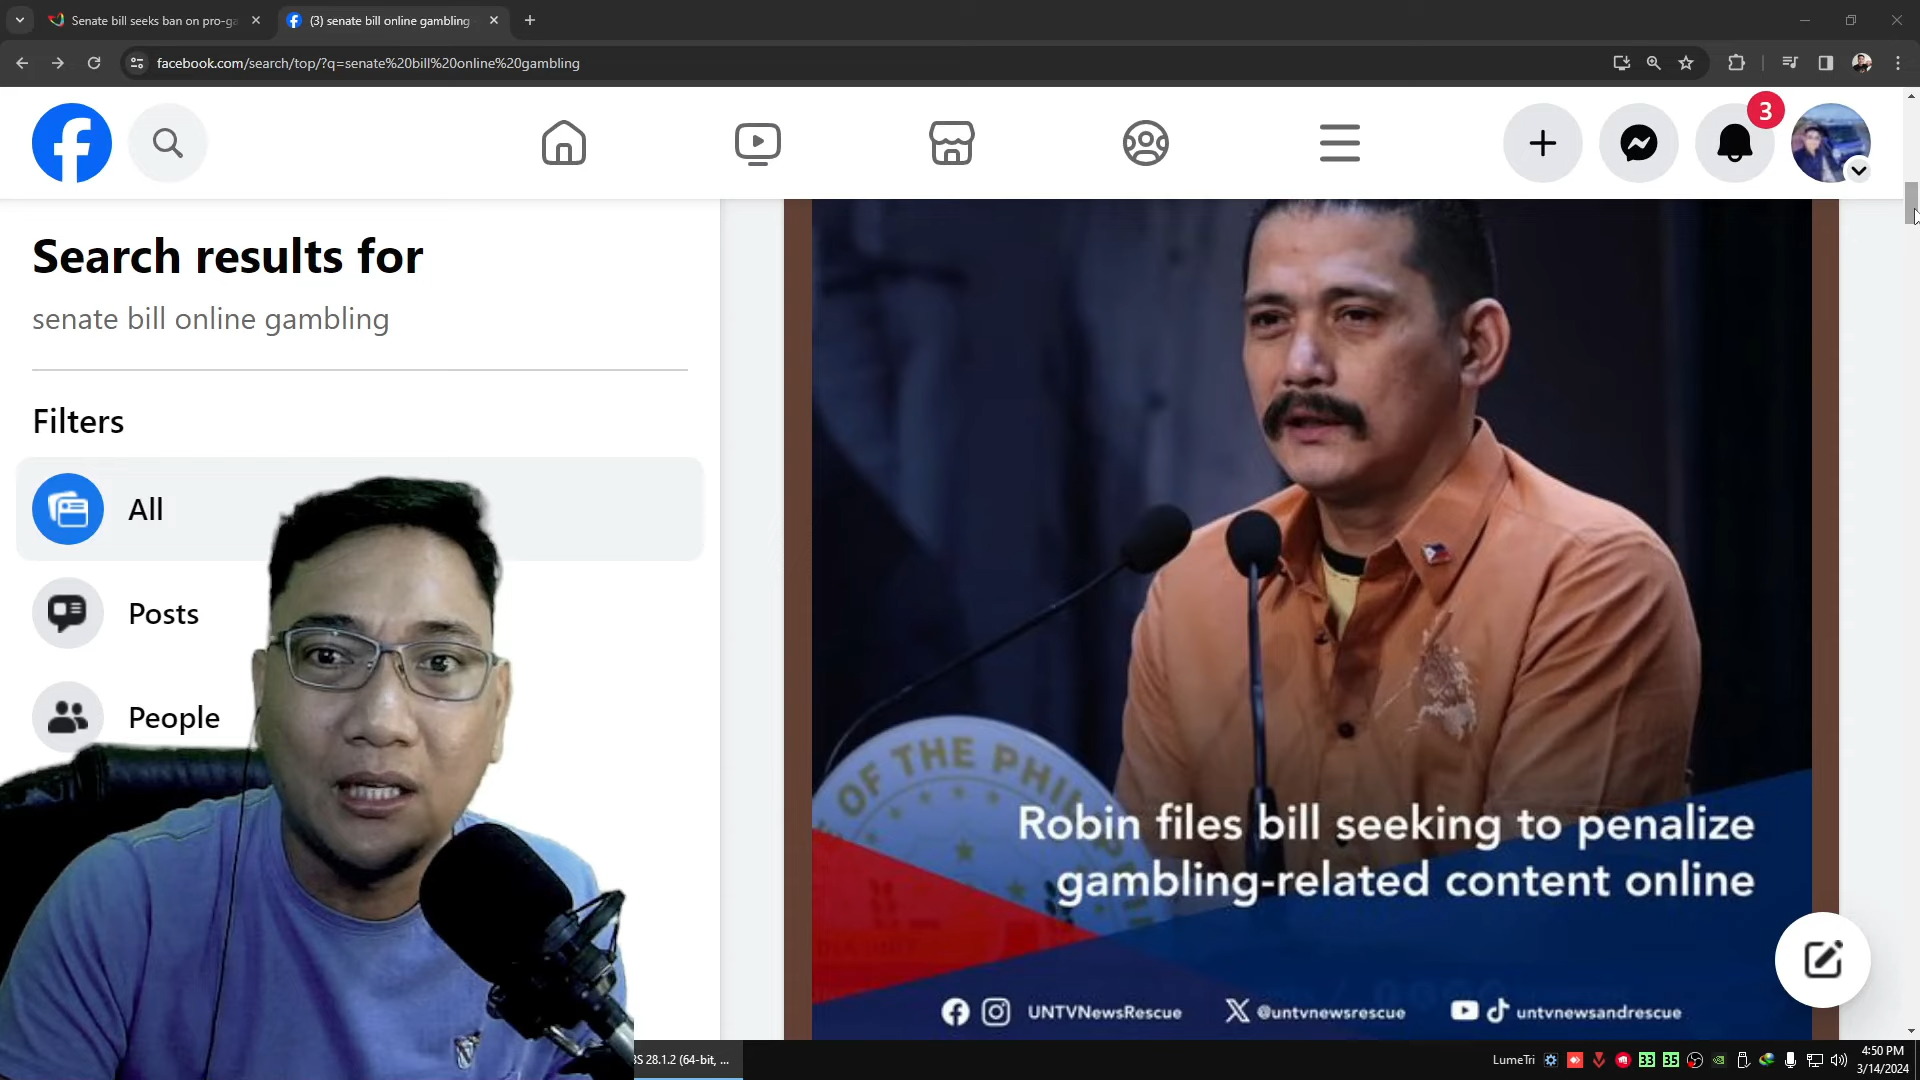 Senate bill seeks ban on pro-ga
(3) senate bill online gambling
facebook.com/search/top/?q=senate%20bill%20online%20gambling
3
Search results for
senate bill online gambling
Filters
All
Posts
People
OF THE PHILIPP
Robin files bill seeking to penalize
gambling-related content online
UNTVNewsRescue
@untvnewsrescue
untvnewsandrescue
S 28.1.2 (64-bit, ...
LumeTri
33
35
4:50 PM
3/14/2024